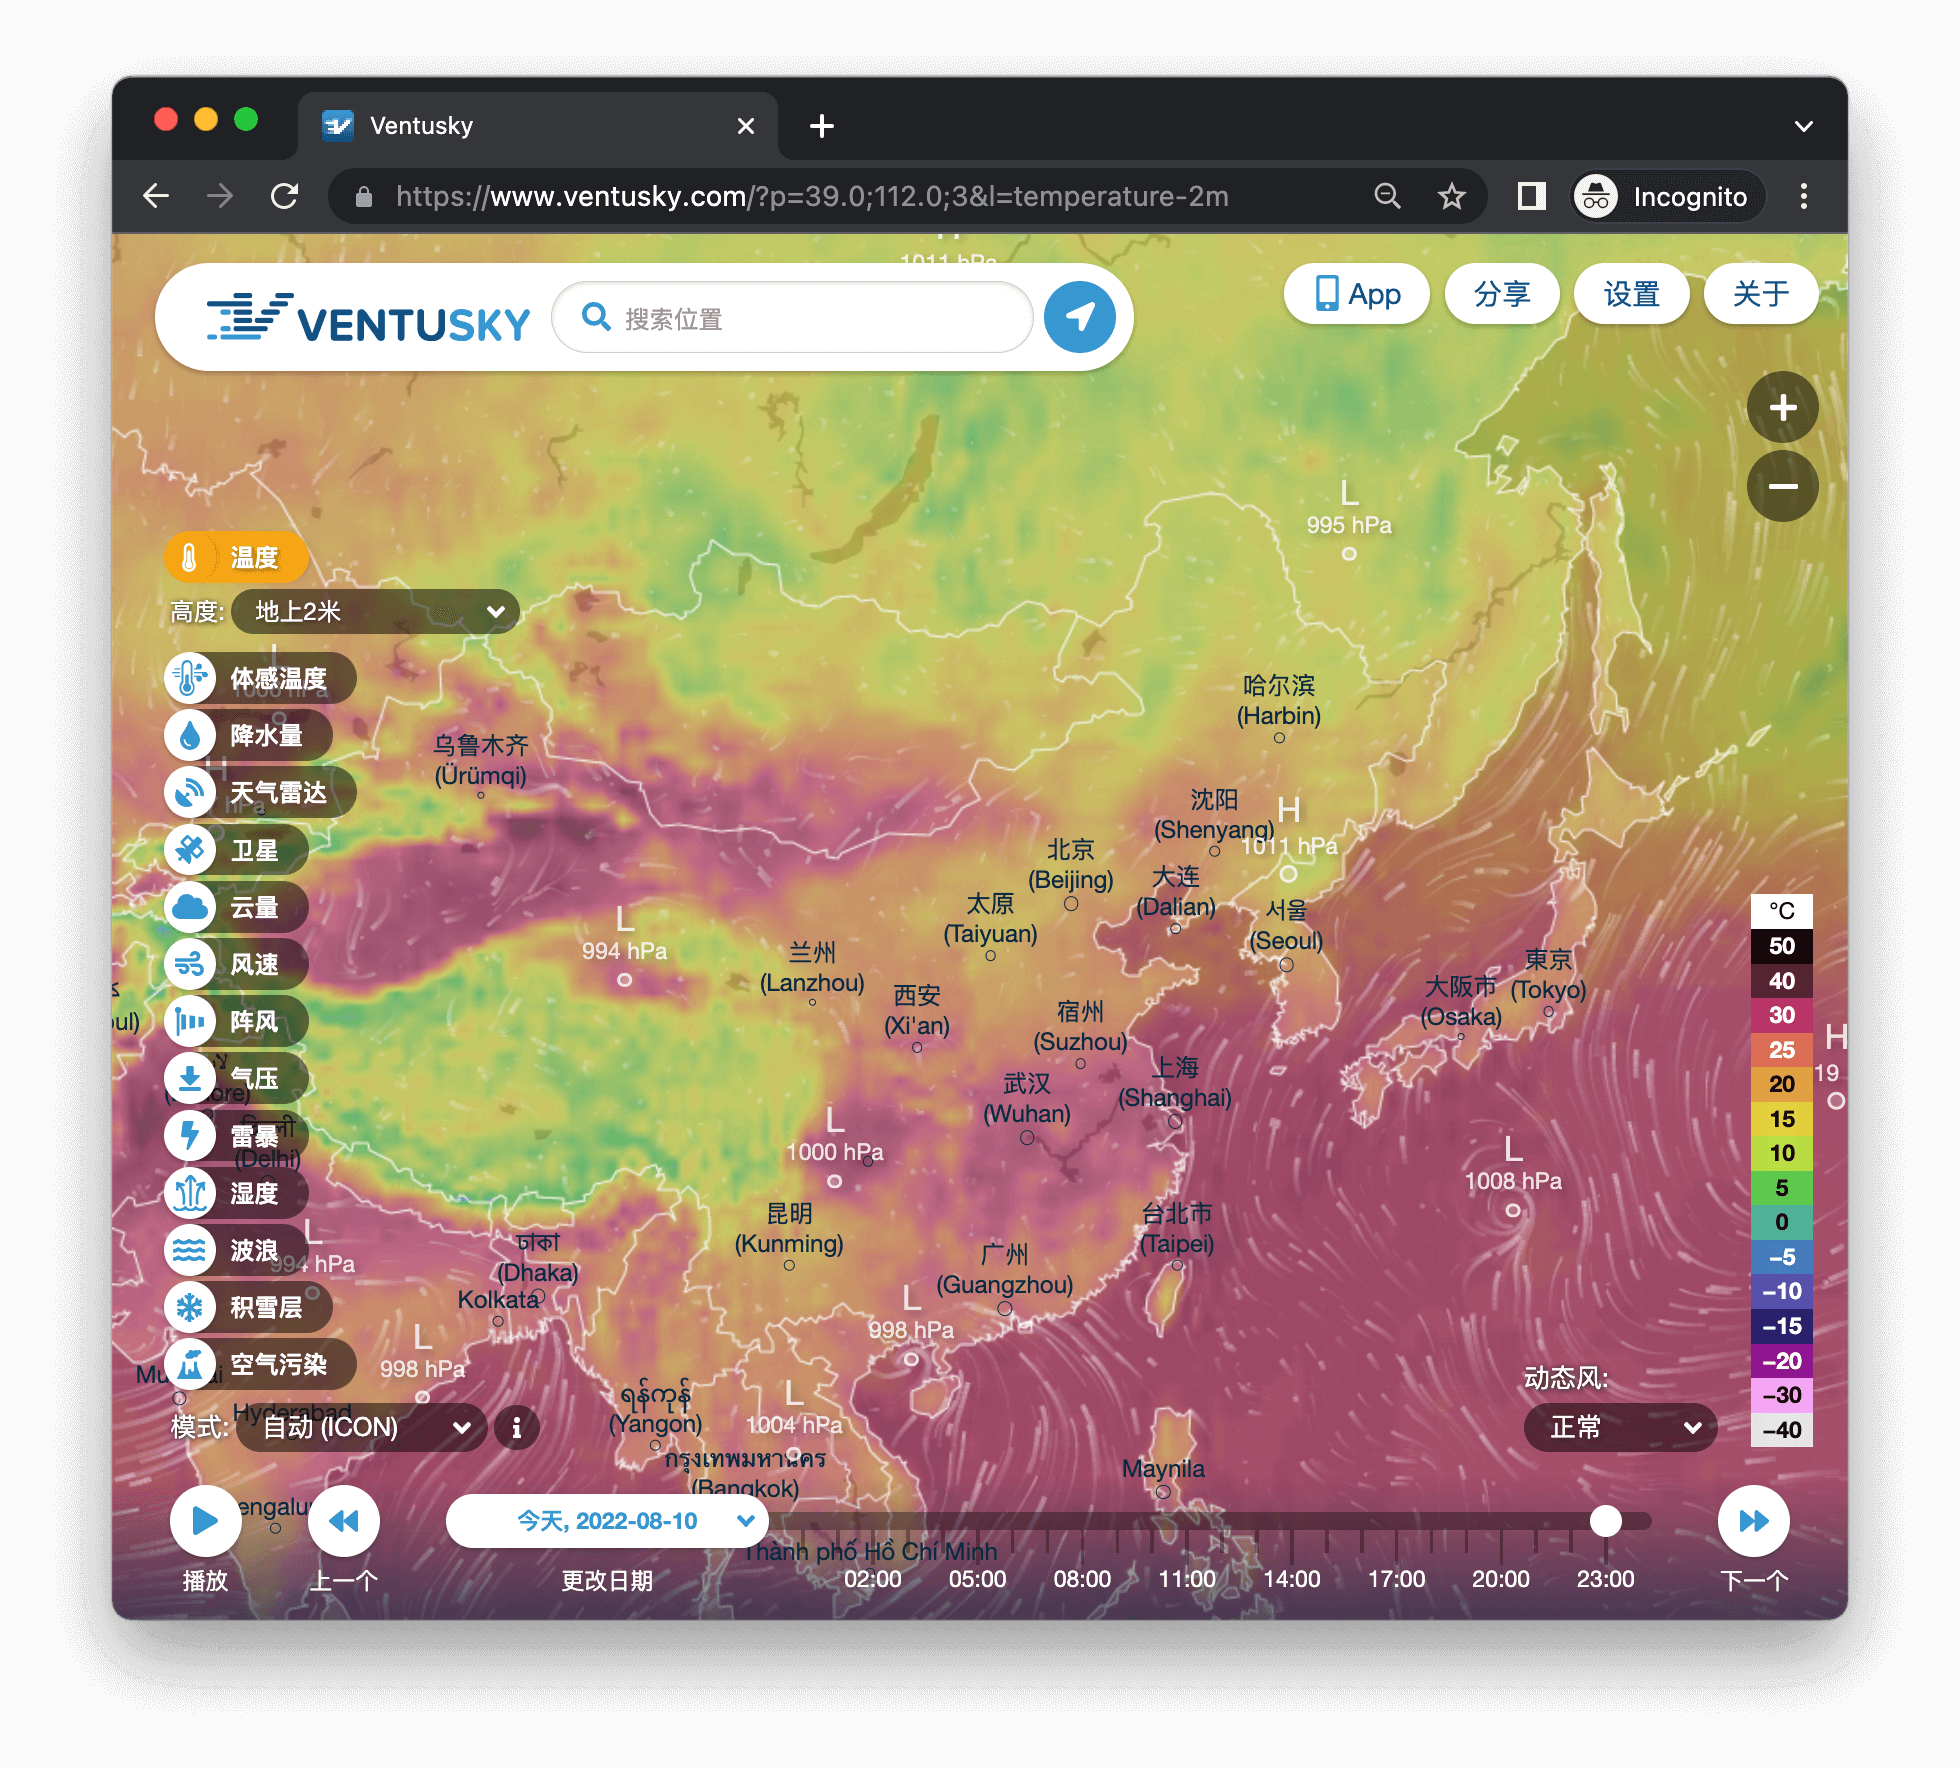 Ventusky
https://www.ventusky.com/?p=39.0;112.0;3&l=temperature-2m
Incognito
1011 hPa
VENTUSKY
搜索位置
App
分享
设置
关于
L
995 hPa
温度
高度:
地上2米
体感温度
降水量
天气雷达
卫星
云量
风速
阵风
气压
雷暴
湿度
波浪
积雪层
空气污染
模式:
自动 (ICON)
哈尔滨
(Harbin)
乌鲁木齐
(Ürümqi)
沈阳
(Shenyang)
H
1011 hPa
北京
(Beijing)
大连
(Dalian)
太原
(Taiyuan)
서울
(Seoul)
L
994 hPa
兰州
(Lanzhou)
西安
(Xi'an)
宿州
(Suzhou)
東京
(Tokyo)
大阪市
(Osaka)
H
19
上海
(Shanghai)
武汉
(Wuhan)
L
1000 hPa
L
1008 hPa
(Delhi)
昆明
(Kunming)
台北市
(Taipei)
广州
(Guangzhou)
ঢাকা
(Dhaka)
Kolkata
L
994 hPa
L
998 hPa
L
998 hPa
L
1004 hPa
Hyderabad
ရန်ကုန်
(Yangon)
กรุงเทพมหานคร
(Bangkok)
Maynila
Thành phố Hồ Chí Minh
°C
50
40
30
25
20
15
10
5
0
−5
−10
−15
−20
−30
−40
动态风:
正常
播放
上一个
今天, 2022-08-10
更改日期
02:00
05:00
08:00
11:00
14:00
17:00
20:00
23:00
下一个